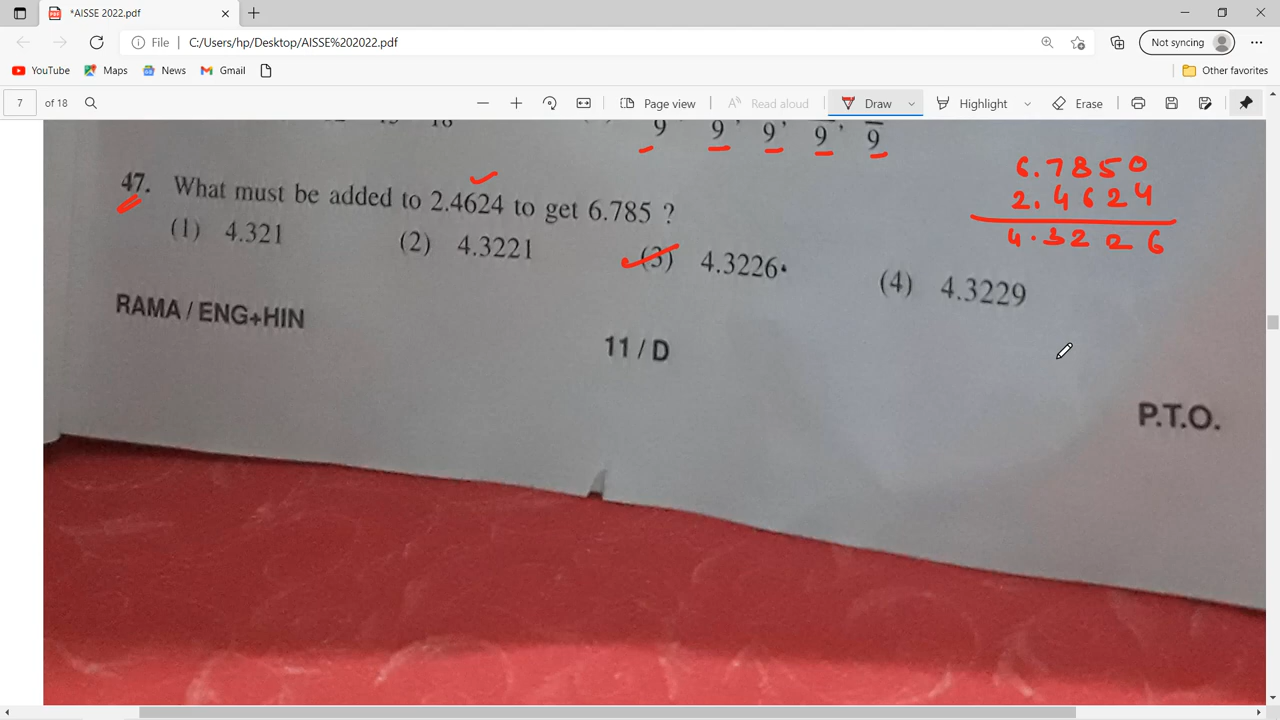 *AISSE 2022.pdf
File C:/Users/hp/Desktop/AISSE%202022.pdf
Not syncing
YouTube Maps News Gmail Other favorites
7 of 18 Page view Read aloud Draw Highlight Erase
9 9, 9, 9, 9
47. What must be added to 2.4624 to get 6.785 ?
(1) 4.321 (2) 4.3221 (3) 4.3226 (4) 4.3229
6.7850
2.4624
4.3226
RAMA / ENG+HIN
11 / D
P.T.O.